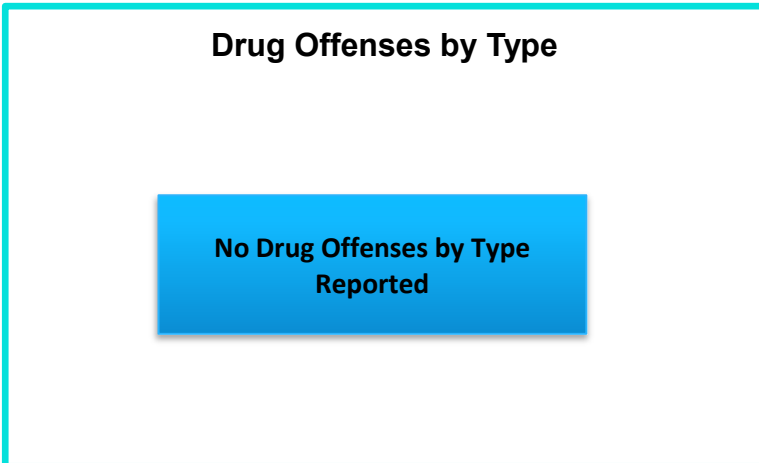 Drug Offenses by Type
No Drug Offenses by Type
Reported